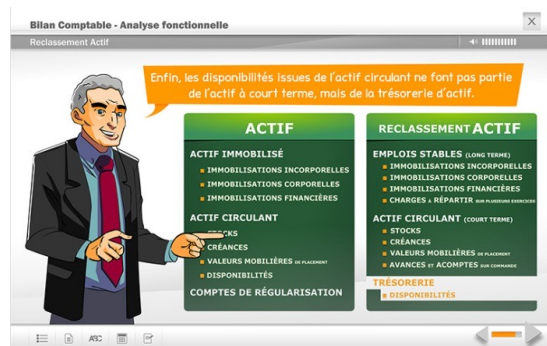 Bilan Comptable - Analyse fonctionnelle
X
Reclassement Actif
Enfin, les disponibilités issues de l'actif circulant ne font pas partie
de l'actif à court terme, mais de la trésorerie d'actif.
ACTIF
ACTIF IMMOBILISÉ
IMMOBILISATIONS INCORPORELLES
IMMOBILISATIONS CORPORELLES
IMMOBILISATIONS FINANCIÈRES
ACTIF CIRCULANT
STOCKS
CRÉANCES
VALEURS MOBILIÈRES DE PLACEMENT
DISPONIBILITÉS
COMPTES DE RÉGULARISATION
RECLASSEMENT ACTIF
EMPLOIS STABLES (LONG TERME)
IMMOBILISATIONS INCORPORELLES
IMMOBILISATIONS CORPORELLES
IMMOBILISATIONS FINANCIÈRES
CHARGES À RÉPARTIR SUR PLUSIEURS EXERCICES
ACTIF CIRCULANT (COURT TERME)
STOCKS
CRÉANCES
VALEURS MOBILIÈRES DE PLACEMENT
AVANCES ET ACOMPTES SUR COMMANDE
TRÉSORERIE
DISPONIBILITÉS